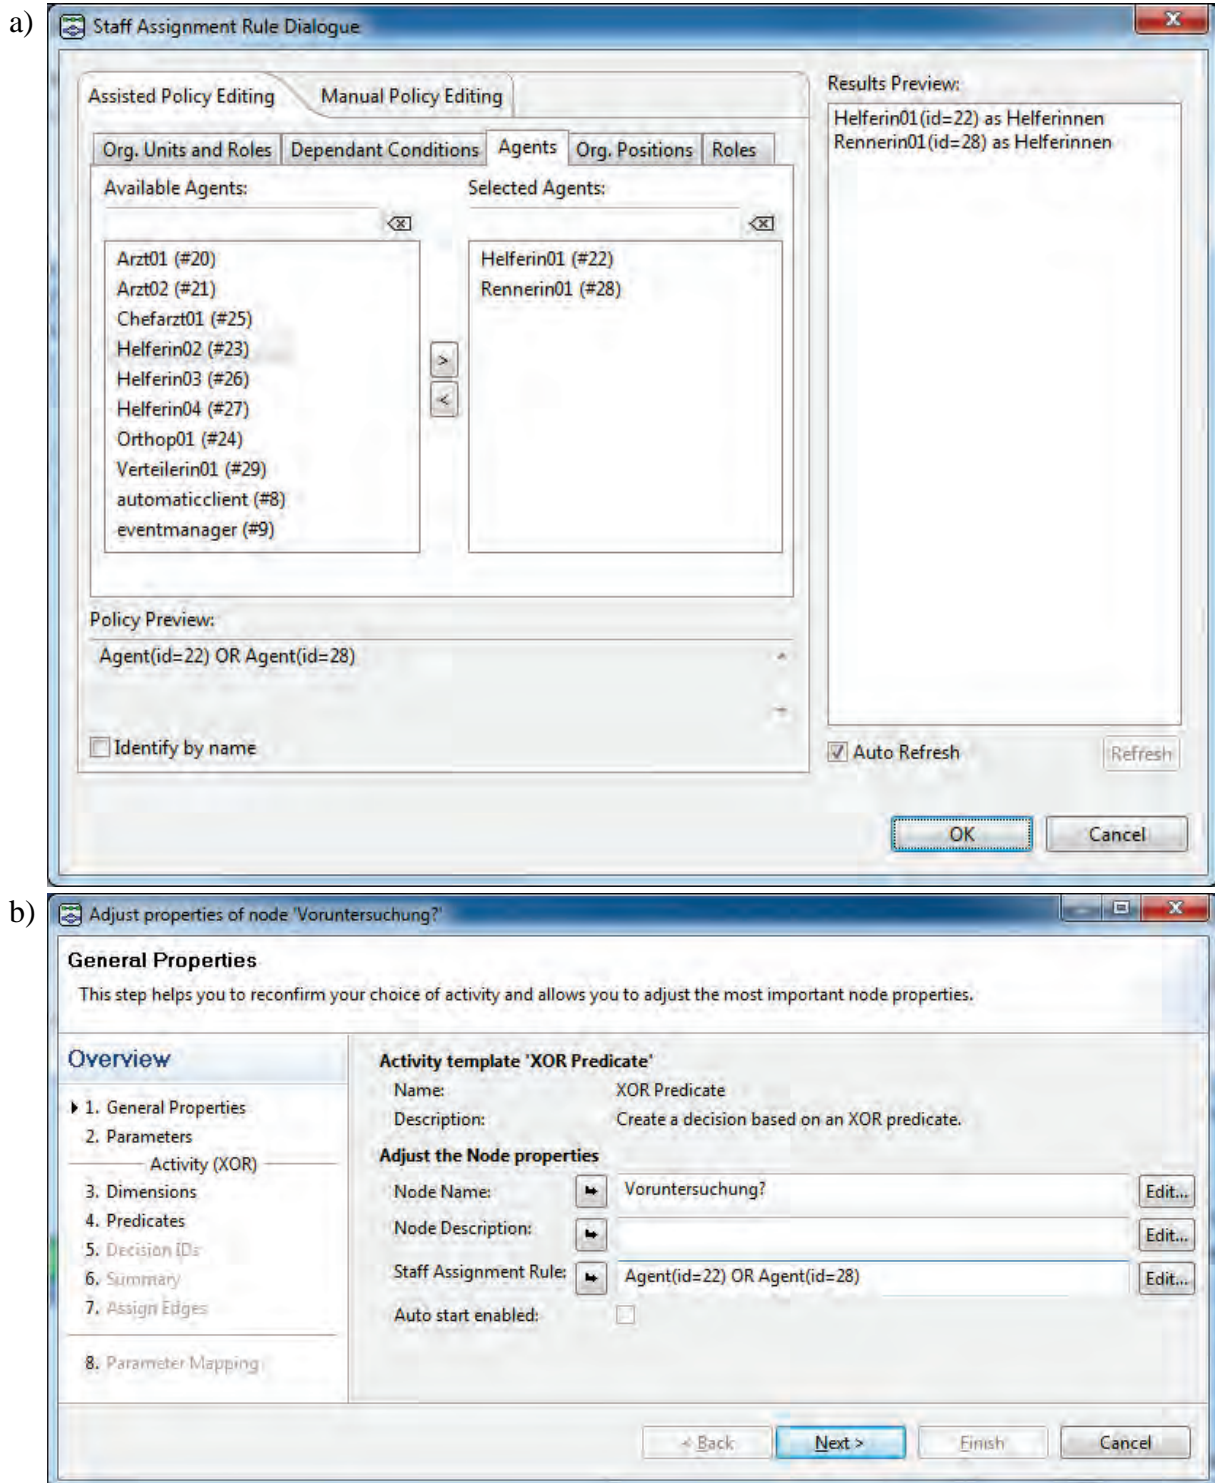 a)
Staff Assignment Rule Dialogue
Assisted Policy Editing Manual Policy Editing
Org. Units and Roles Dependant Conditions Agents Org. Positions Roles
Available Agents:
Arzt01 (#20)
Arzt02 (#21)
Chefarzt01 (#25)
Helferin02 (#23)
Helferin03 (#26)
Helferin04 (#27)
Orthop01 (#24)
Verteilerin01 (#29)
automaticclient (#8)
eventmanager (#9)
>
<
Selected Agents:
Helferin01 (#22)
Rennerin01 (#28)
Policy Preview:
Agent(id=22) OR Agent(id=28)
Identify by name
Results Preview:
Helferin01(id=22) as Helferinnen
Rennerin01(id=28) as Helferinnen
Auto Refresh Refresh
OK Cancel
b)
Adjust properties of node 'Voruntersuchung?'
General Properties
This step helps you to reconfirm your choice of activity and allows you to adjust the most important node properties.
Overview
1. General Properties
2. Parameters
Activity (XOR)
3. Dimensions
4. Predicates
5. Decision IDs
6. Summary
7. Assign Edges
8. Parameter Mapping
Activity template 'XOR Predicate'
Name: XOR Predicate
Description: Create a decision based on an XOR predicate.
Adjust the Node properties
Node Name: Voruntersuchung? Edit...
Node Description: Edit...
Staff Assignment Rule: Agent(id=22) OR Agent(id=28) Edit...
Auto start enabled:
< Back Next > Finish Cancel